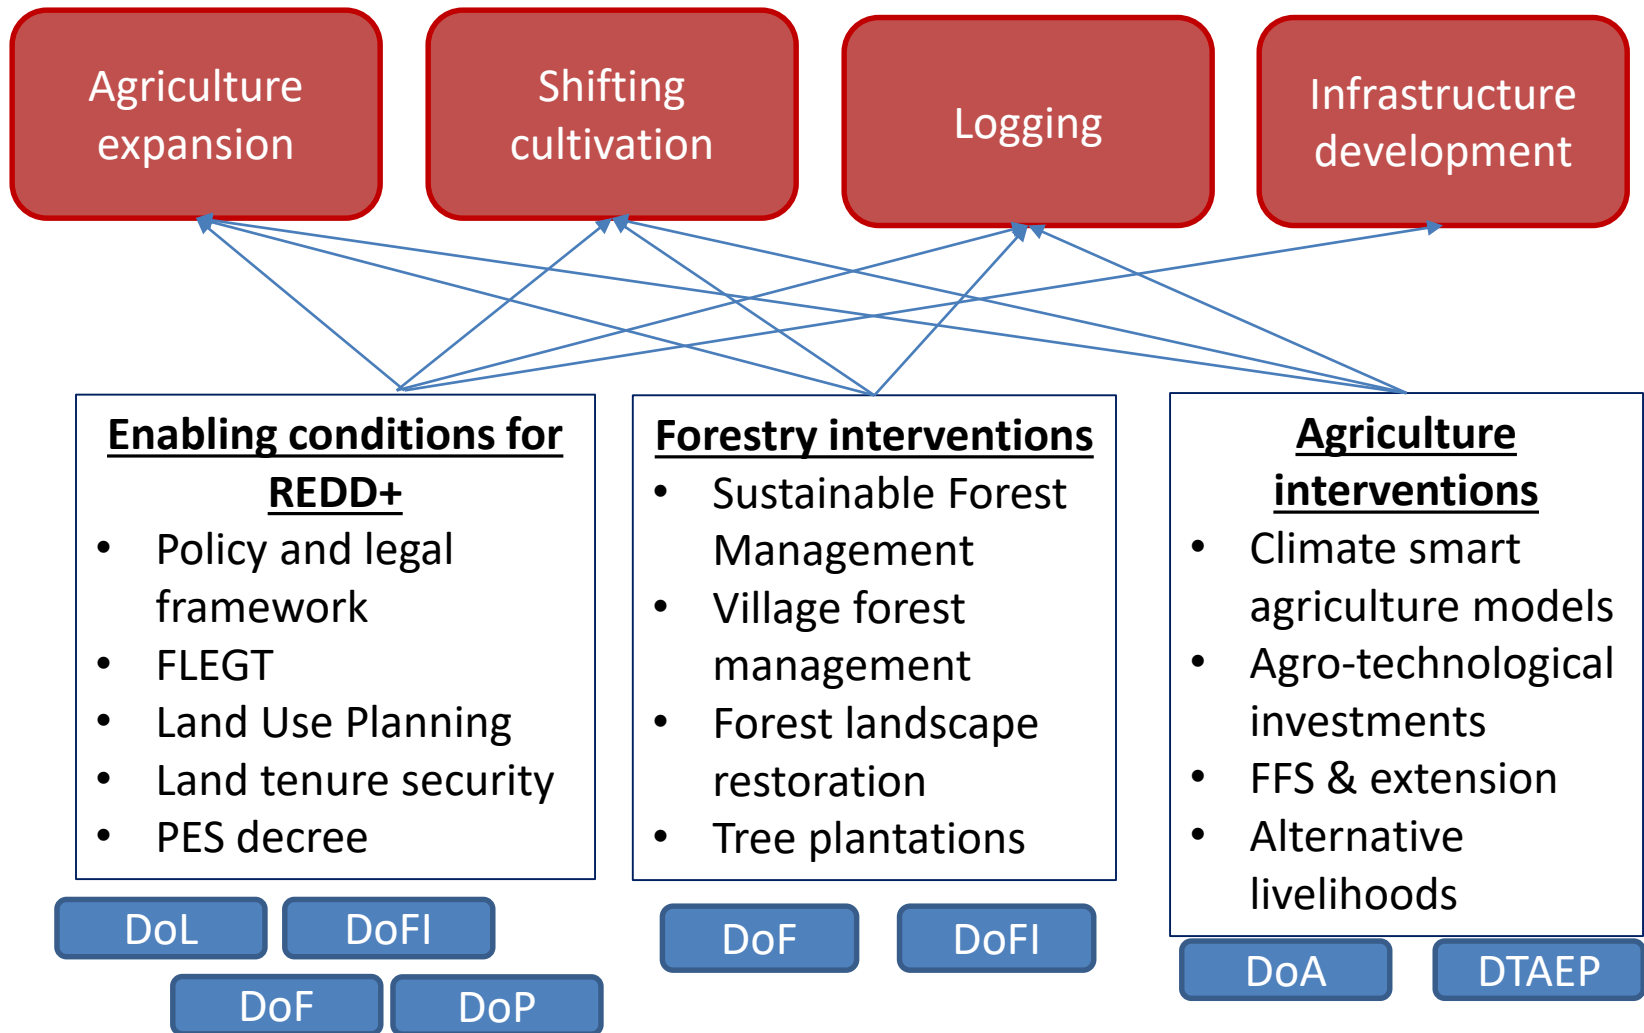 Agriculture
expansion
Shifting
cultivation
Logging
Infrastructure
development
Enabling conditions for
REDD+
• Policy and legal
framework
• FLEGT
• Land Use Planning
• Land tenure security
• PES decree
Forestry interventions
• Sustainable Forest
Management
• Village forest
management
• Forest landscape
restoration
• Tree plantations
Agriculture
interventions
• Climate smart
agriculture models
• Agro-technological
investments
• FFS & extension
• Alternative
livelihoods
DoL
DoFI
DoF
DoP
DoF
DoFI
DoA
DTAEP